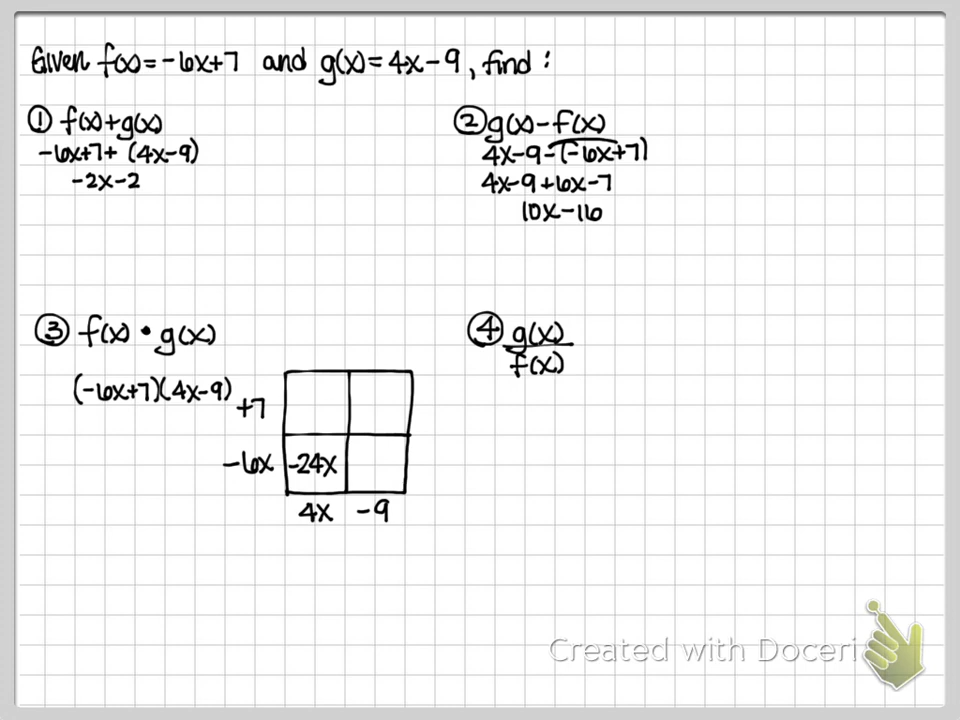 Given f(x) = -6x+7 and g(x) = 4x-9, find :
① f(x)+g(x)
-6x+7+ (4x-9)
-2x-2
② g(x)-f(x)
4x-9-(-6x+7)
4x-9+6x-7
10x-16
③ f(x) • g(x)
(-6x+7)(4x-9)
+7
-6x -24x
4x -9
④ g(x)
f(x)
Created with Doceri